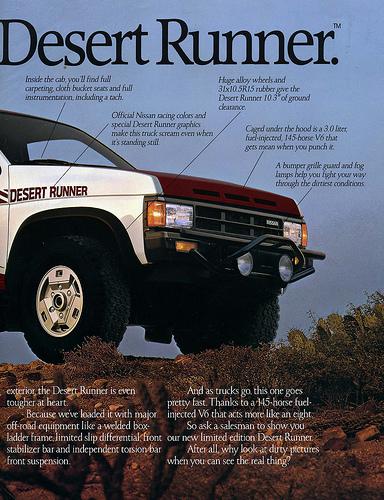 Desert Runner.™
Inside the cab, you'll find full
carpeting, cloth bucket seats and full
instrumentation, including a tach.
Huge alloy wheels and
31x10.5R15 rubber give the
Desert Runner 10.3" of ground
clearance.
Official Nissan racing colors and
special Desert Runner graphics
make this truck scream even when
it's standing still.
Caged under the hood is a 3.0 liter,
fuel-injected, 145-horse V6 that
gets mean when you punch it.
A bumper grille guard and fog
lamps help you fight your way
through the dirtiest conditions.
DESERT RUNNER
NISSAN
exterior, the Desert Runner is even
tougher at heart.
Because we've loaded it with major
off-road equipment like a welded box-
ladder frame, limited slip differential, front
stabilizer bar and independent torsion bar
front suspension.
And as trucks go, this one goes
pretty fast. Thanks to a 145-horse fuel-
injected V6 that acts more like an eight.
So ask a salesman to show you
our new limited edition Desert Runner.
After all, why look at dirty pictures
when you can see the real thing?